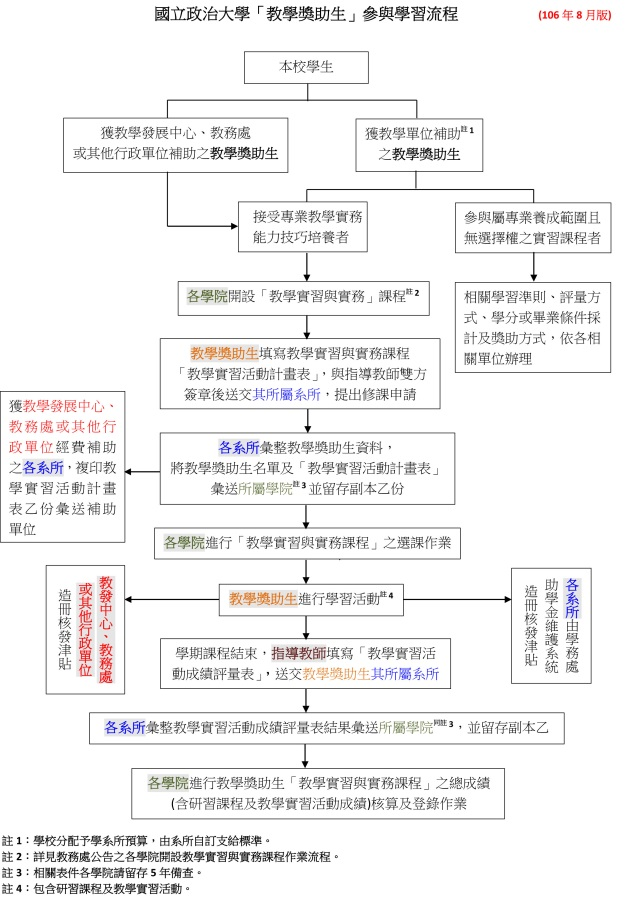 國立政治大學「教學獎助生」參與學習流程
(106 年 8 月版)
本校學生
獲教學發展中心、教務處
或其他行政單位補助之教學獎助生
獲教學單位補助註1
之教學獎助生
接受專業教學實務
能力技巧培養者
參與屬專業養成範圍且
無選擇權之實習課程者
各學院開設「教學實習與實務」課程註2
相關學習準則、評量方
式、學分或畢業條件採
計及獎助方式，依各相
關單位辦理
教學獎助生填寫教學實習與實務課程
「教學實習活動計畫表」，與指導教師雙方
簽章後送交其所屬系所，提出修課申請
獲教學發展中心、
教務處或其他行
政單位經費補助
之各系所，複印教
學實習活動計畫
表乙份彙送補助
單位
各系所彙整教學獎助生資料，
將教學獎助生名單及「教學實習活動計畫表」
彙送所屬學院註3並留存副本乙份
各學院進行「教學實習與實務課程」之選課作業
教發中心、教務處
或其他行政單位
造冊核發津貼
教學獎助生進行學習活動註4
各系所由學務處
助學金維護系統
造冊核發津貼
學期課程結束，指導教師填寫「教學實習活
動成績評量表」，送交教學獎助生其所屬系所
各系所彙整教學實習活動成績評量表結果彙送所屬學院同註3，並留存副本乙
各學院進行教學獎助生「教學實習與實務課程」之總成績
(含研習課程及教學實習活動成績)核算及登錄作業
註 1：學校分配予學系所預算，由系所自訂支給標準。
註 2：詳見教務處公告之各學院開設教學實習與實務課程作業流程。
註 3：相關表件各學院請留存 5 年備查。
註 4：包含研習課程及教學實習活動。